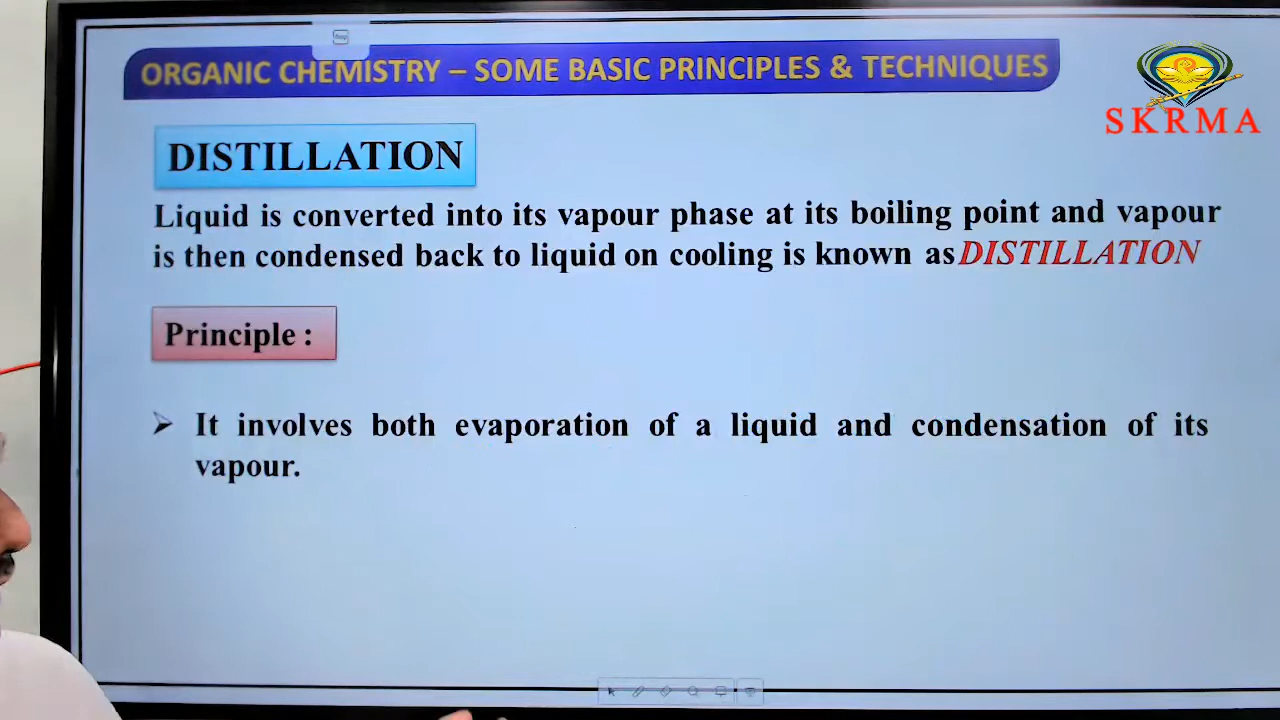 ORGANIC CHEMISTRY – SOME BASIC PRINCIPLES & TECHNIQUES
SKRMA
DISTILLATION
Liquid is converted into its vapour phase at its boiling point and vapour
is then condensed back to liquid on cooling is known as DISTILLATION
Principle :
➢ It involves both evaporation of a liquid and condensation of its
vapour.